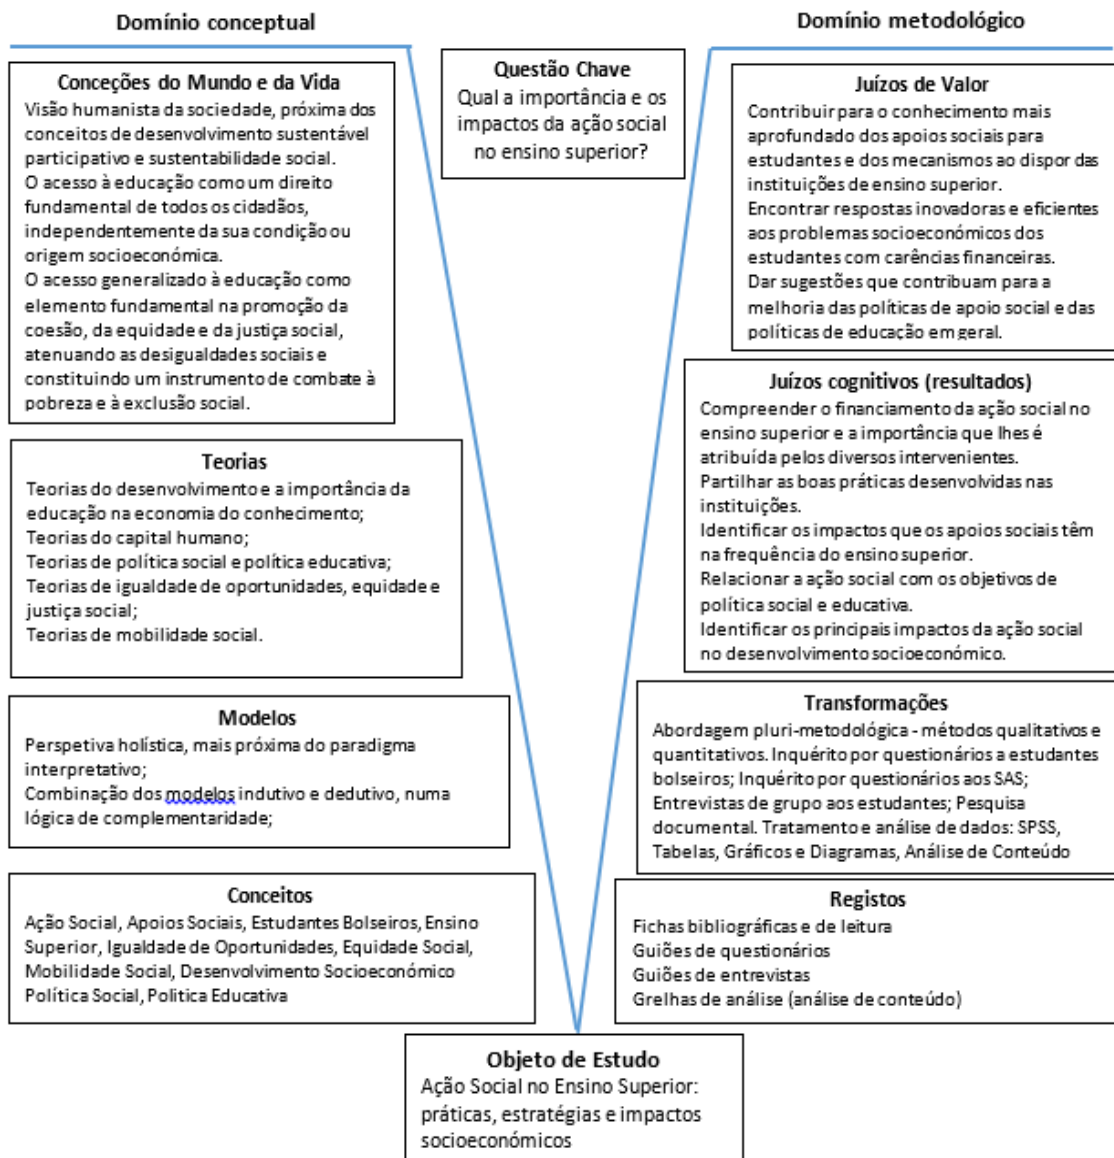 Domínio conceptual
Domínio metodológico
Conceções do Mundo e da Vida
Visão humanista da sociedade, próxima dos
conceitos de desenvolvimento sustentável
participativo e sustentabilidade social.
O acesso à educação como um direito
fundamental de todos os cidadãos,
independentemente da sua condição ou
origem socioeconómica.
O acesso generalizado à educação como
elemento fundamental na promoção da
coesão, da equidade e da justiça social,
atenuando as desigualdades sociais e
constituindo um instrumento de combate à
pobreza e à exclusão social.
Teorias
Teorias do desenvolvimento e a importância da
educação na economia do conhecimento;
Teorias do capital humano;
Teorias de política social e política educativa;
Teorias de igualdade de oportunidades, equidade e
justiça social;
Teorias de mobilidade social.
Modelos
Perspetiva holística, mais próxima do paradigma
interpretativo;
Combinação dos modelos indutivo e dedutivo, numa
lógica de complementaridade;
Conceitos
Ação Social, Apoios Sociais, Estudantes Bolseiros, Ensino
Superior, Igualdade de Oportunidades, Equidade Social,
Mobilidade Social, Desenvolvimento Socioeconómico
Política Social, Politica Educativa
Questão Chave
Qual a importância e os
impactos da ação social
no ensino superior?
Juízos de Valor
Contribuir para o conhecimento mais
aprofundado dos apoios sociais para
estudantes e dos mecanismos ao dispor das
instituições de ensino superior.
Encontrar respostas inovadoras e eficientes
aos problemas socioeconómicos dos
estudantes com carências financeiras.
Dar sugestões que contribuam para a
melhoria das políticas de apoio social e das
políticas de educação em geral.
Juízos cognitivos (resultados)
Compreender o financiamento da ação social no
ensino superior e a importância que lhes é
atribuída pelos diversos intervenientes.
Partilhar as boas práticas desenvolvidas nas
instituições.
Identificar os impactos que os apoios sociais têm
na frequência do ensino superior.
Relacionar a ação social com os objetivos de
política social e educativa.
Identificar os principais impactos da ação social
no desenvolvimento socioeconómico.
Transformações
Abordagem pluri-metodológica - métodos qualitativos e
quantitativos. Inquérito por questionários a estudantes
bolseiros; Inquérito por questionários aos SAS;
Entrevistas de grupo aos estudantes; Pesquisa
documental. Tratamento e análise de dados: SPSS,
Tabelas, Gráficos e Diagramas, Análise de Conteúdo
Registos
Fichas bibliográficas e de leitura
Guiões de questionários
Guiões de entrevistas
Grelhas de análise (análise de conteúdo)
Objeto de Estudo
Ação Social no Ensino Superior:
práticas, estratégias e impactos
socioeconómicos